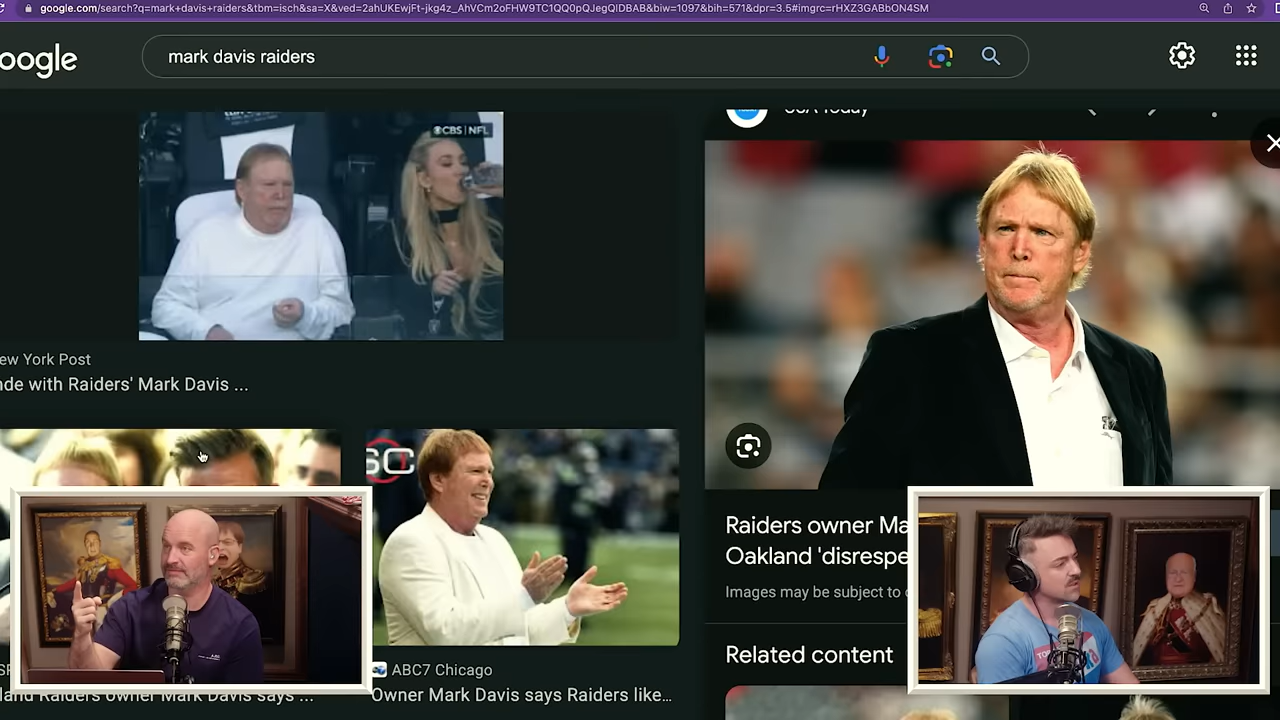 google.com/search?q=mark+davis+raiders&tbm=isch&sa=X&ved=2ahUKEwjFt-jkg4z_AhVCm2oFHW9TC1QQ0pQJegQIDBAB&biw=1097&bih=571&dpr=3.5#imgrc=rHXZ3GABbON4SM
oogle
mark davis raiders
USA Today
CBS | NFL
ew York Post
nde with Raiders' Mark Davis ...
SC
Raiders owner Ma
Oakland 'disrespe
Images may be subject to
Related content
ABC7 Chicago
land Raiders owner Mark Davis says ...
Owner Mark Davis says Raiders like...